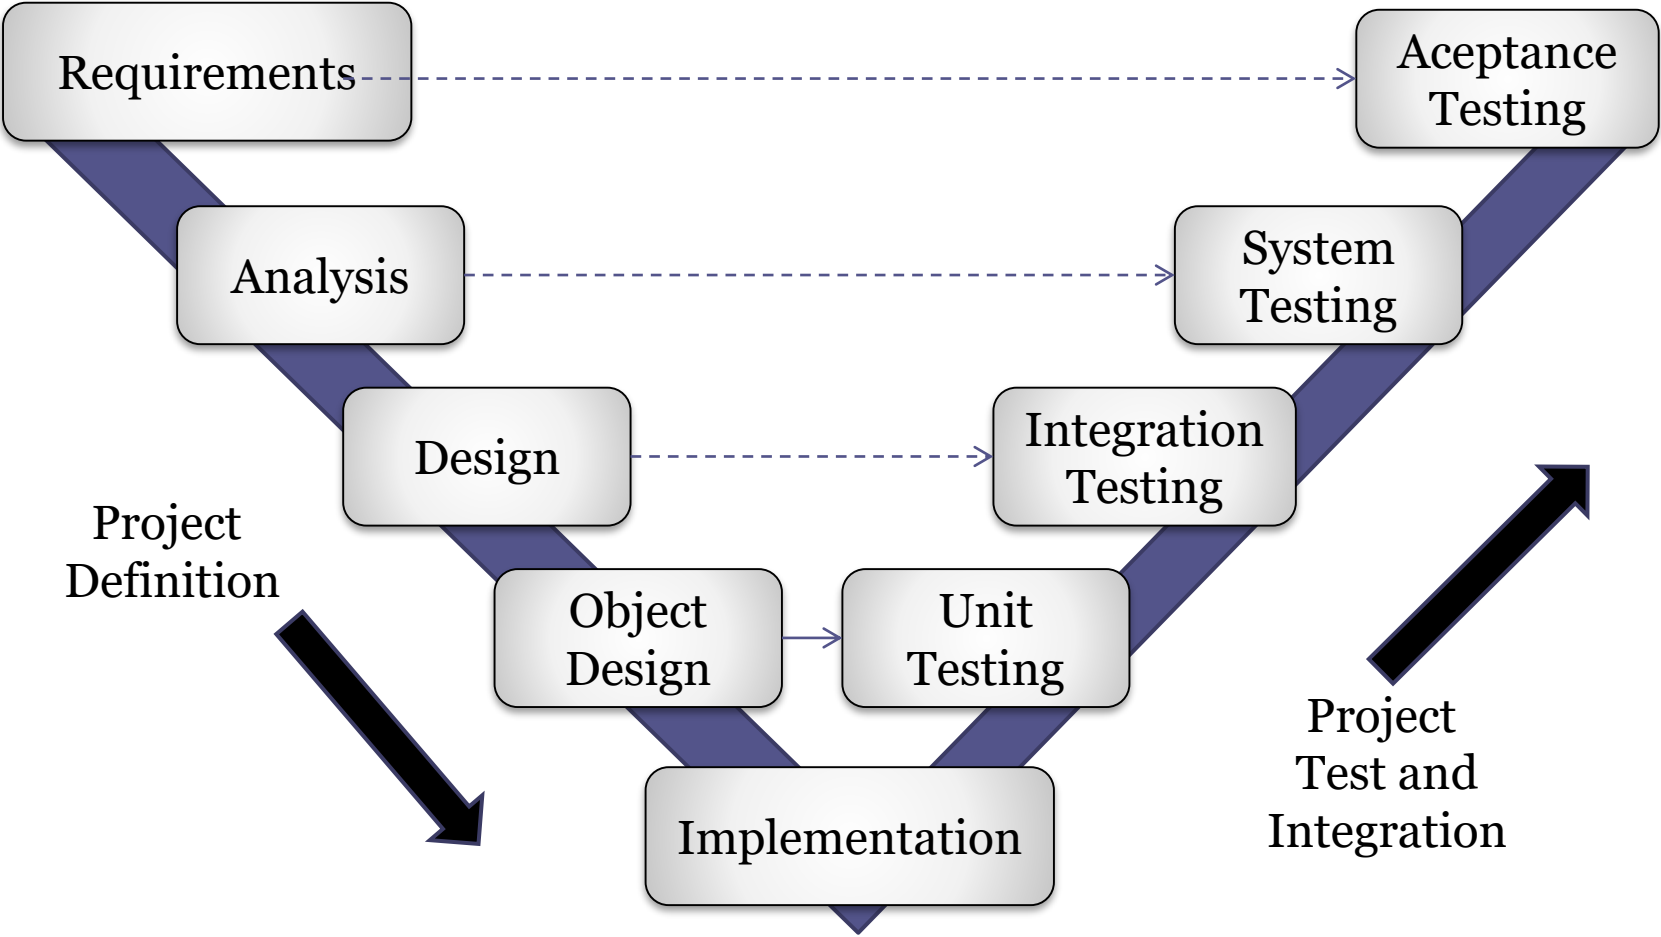 Requirements
Aceptance
Testing
Analysis
System
Testing
Design
Integration
Testing
Project
Definition
Object
Design
Unit
Testing
Implementation
Project
Test and
Integration